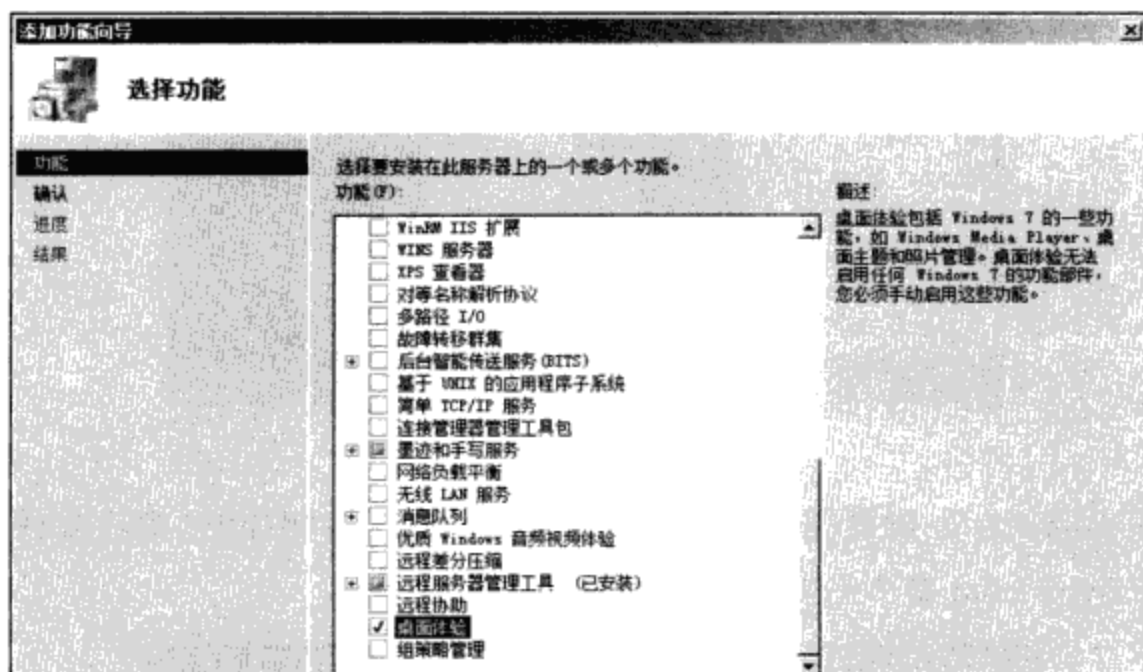 添加功能向导
选择功能
功能
确认
进度
结果
选择要安装在此服务器上的一个或多个功能。
功能(F):
WinRM IIS 扩展
WINS 服务器
XPS 查看器
对等名称解析协议
多路径 I/O
故障转移群集
后台智能传送服务(BITS)
基于 UNIX 的应用程序子系统
简单 TCP/IP 服务
连接管理器管理工具包
墨迹和手写服务
网络负载平衡
无线 LAN 服务
消息队列
优质 Windows 音频视频体验
远程差分压缩
远程服务器管理工具 (已安装)
远程协助
桌面体验
组策略管理
描述:
桌面体验包括 Windows 7 的一些功
能，如 Windows Media Player、桌
面主题和照片管理。桌面体验无法
启用任何 Windows 7 的功能部件，
您必须手动启用这些功能。